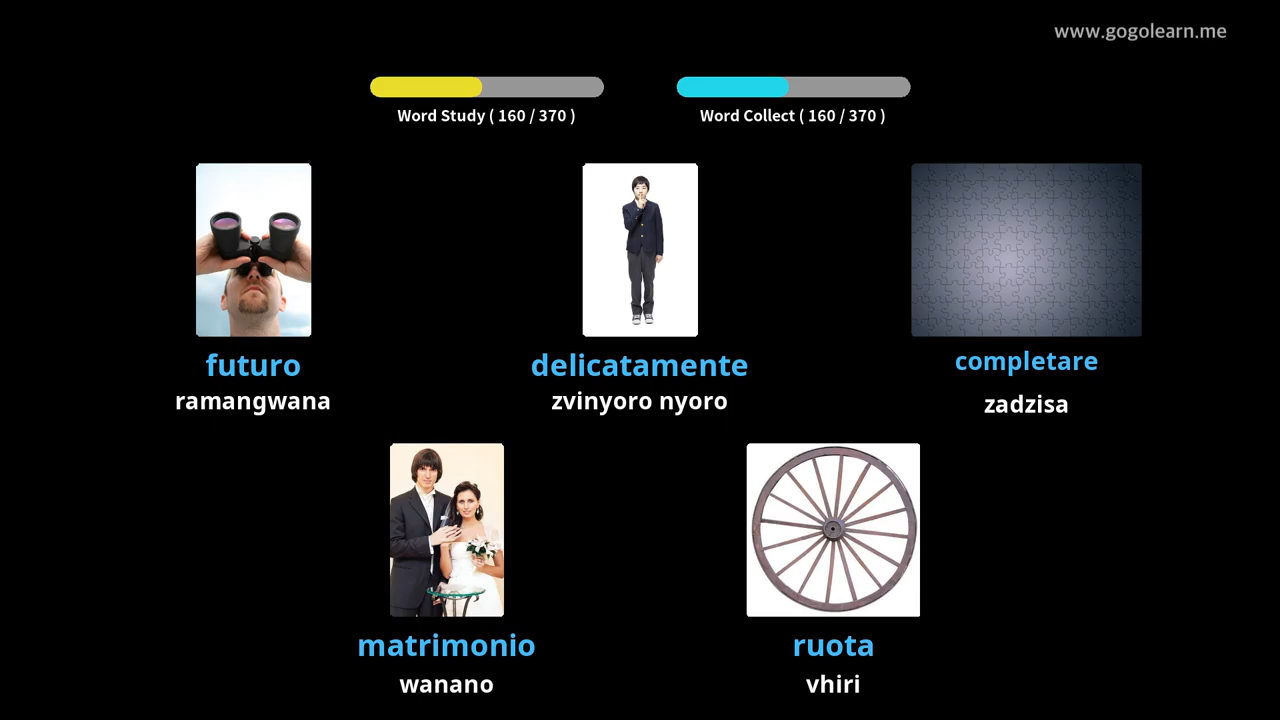 www.gogolearn.me
Word Study ( 160 / 370 )
Word Collect ( 160 / 370 )
futuro
ramangwana
delicatamente
zvinyoro nyoro
completare
zadzisa
matrimonio
wanano
ruota
vhiri